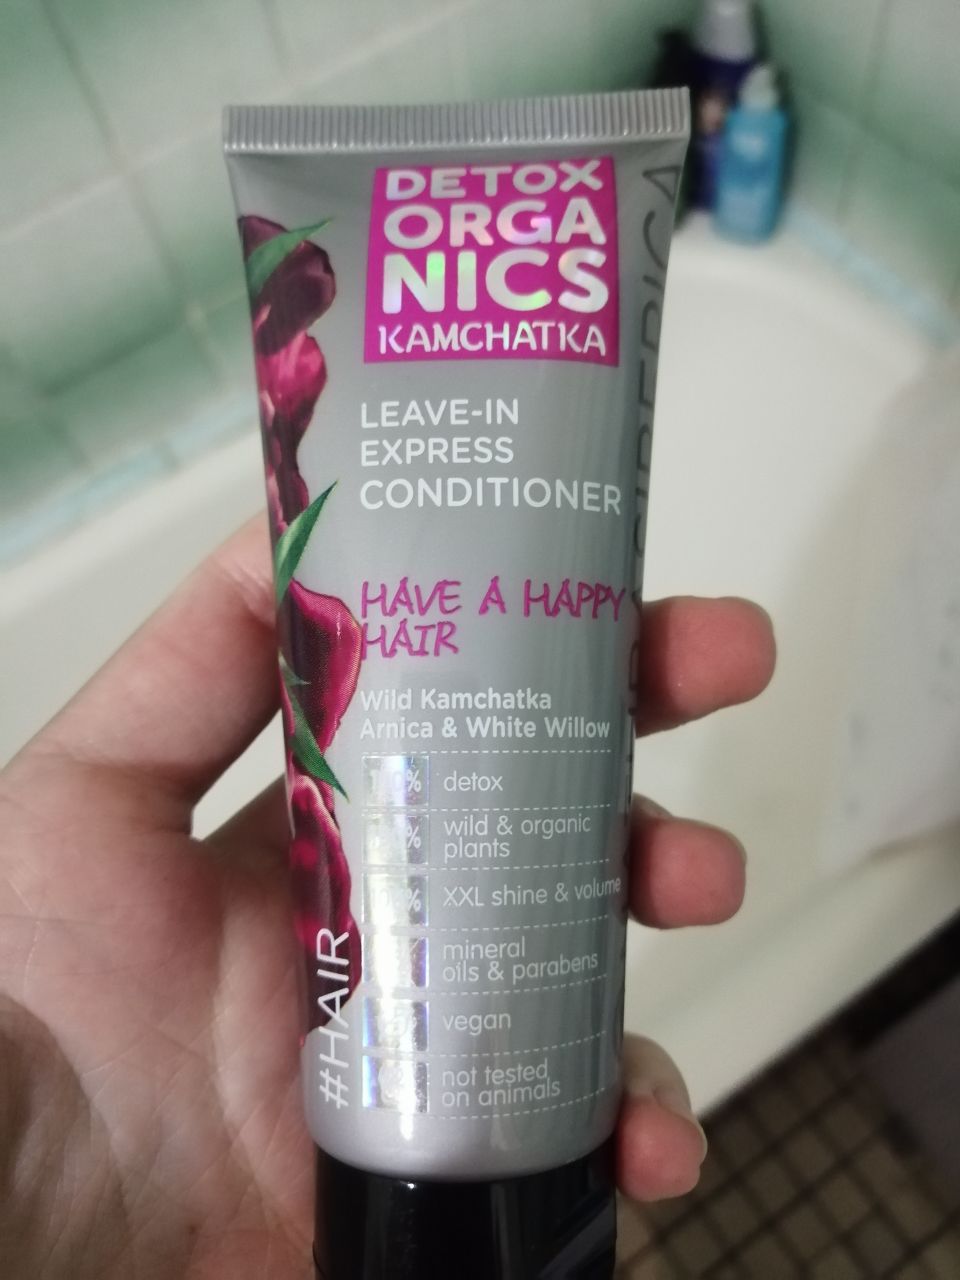 DETOX
ORGA
NICS
KAMCHATKA
LEAVE-IN
EXPRESS
CONDITIONER
HAVE A HAPPY
HAIR
Wild Kamchatka
Arnica & White Willow
detox
wild & organic
plants
XXL shine & volume
mineral
oils & parabens
vegan
not tested
on animals
#HAIR